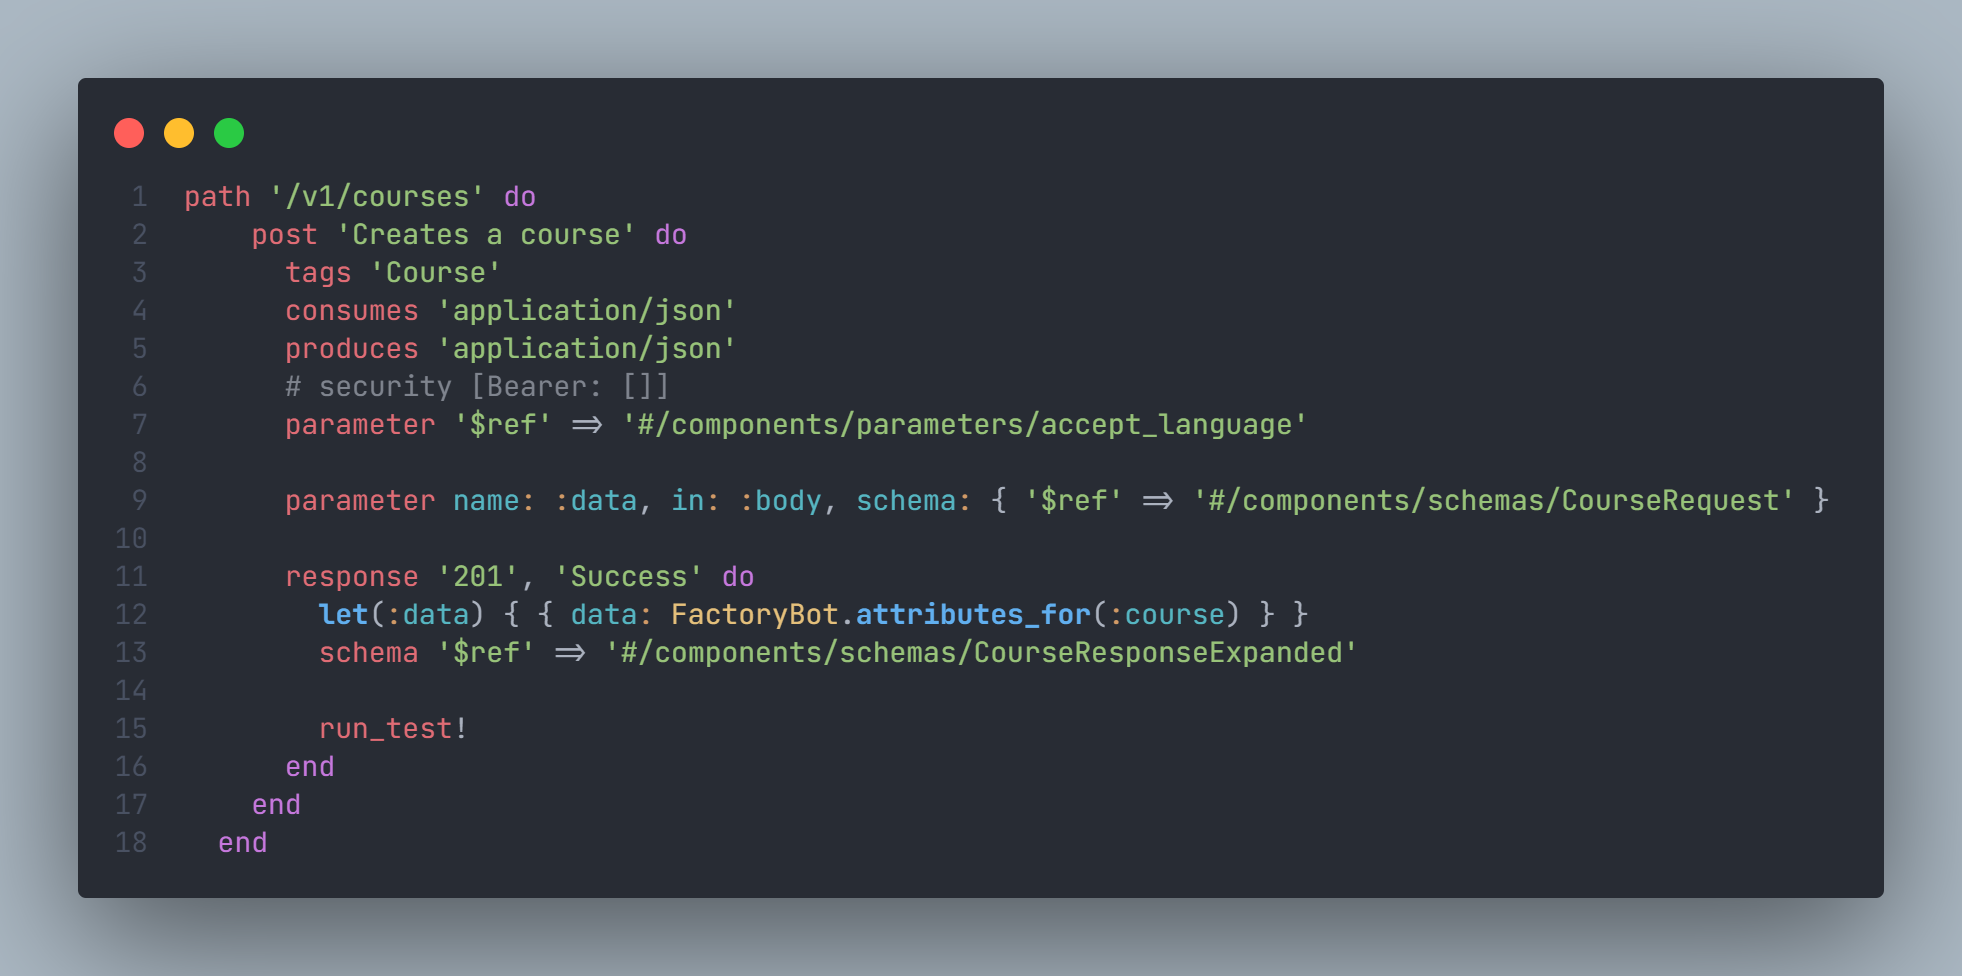 1 path '/v1/courses' do
2     post 'Creates a course' do
3       tags 'Course'
4       consumes 'application/json'
5       produces 'application/json'
6       # security [Bearer: []]
7       parameter '$ref' => '#/components/parameters/accept_language'
8
9       parameter name: :data, in: :body, schema: { '$ref' => '#/components/schemas/CourseRequest' }
10
11       response '201', 'Success' do
12         let(:data) { { data: FactoryBot.attributes_for(:course) } }
13         schema '$ref' => '#/components/schemas/CourseResponseExpanded'
14
15         run_test!
16       end
17     end
18   end